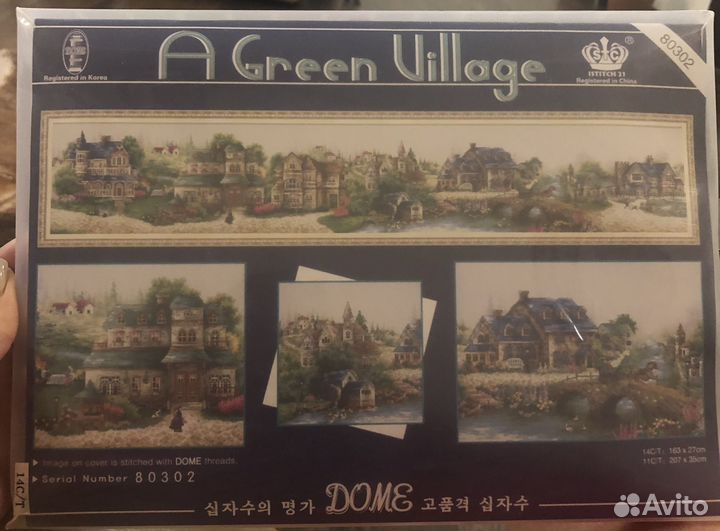 A Green Village
DOME
Registered in Korea
STC
®
ISTITCH 21
Registered in China
80302
14C/T: 163 x 27cm
11C/T: 207 x 35cm
▶ Image on cover is stitched with DOME threads.
▶ Serial Number 80302
14C/T
십자수의 명가 DOME 고품격 십자수
Avito